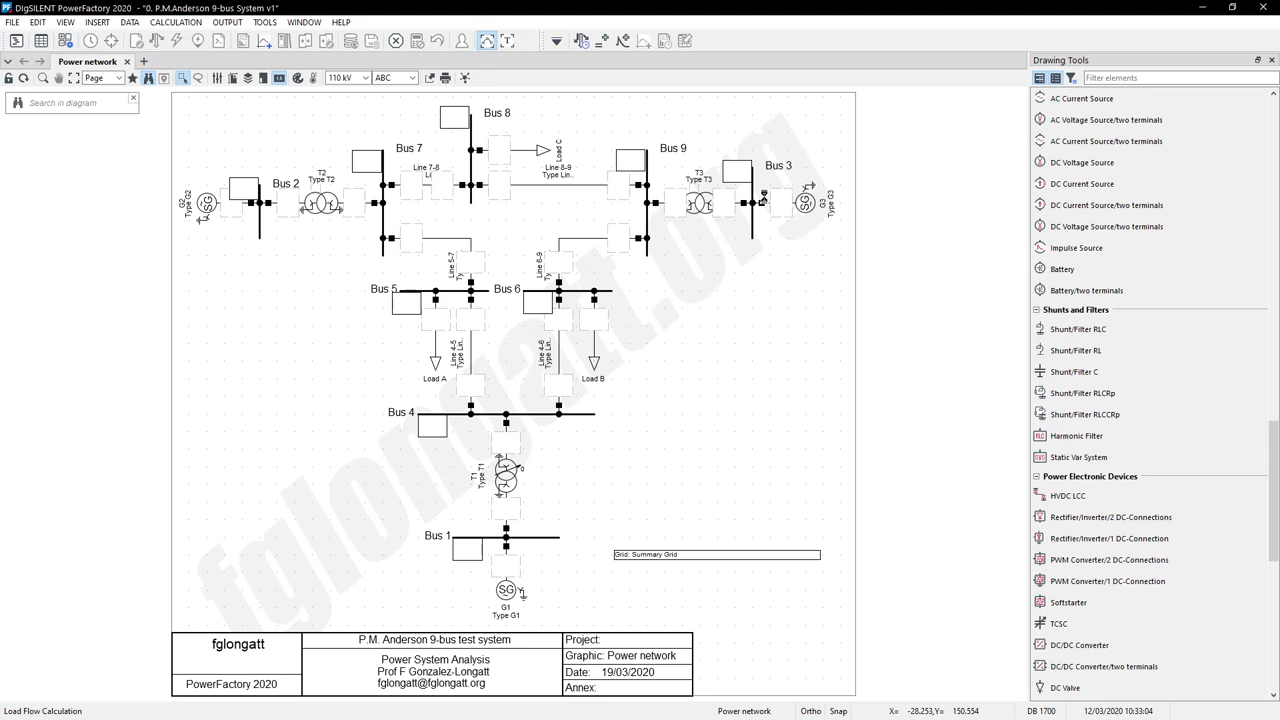 DIgSILENT PowerFactory 2020 - "0. P.M.Anderson 9-bus System v1"
FILE EDIT VIEW INSERT DATA CALCULATION OUTPUT TOOLS WINDOW HELP
Power network
Drawing Tools
Page
110 kV
ABC
Filter elements
Search in diagram
AC Current Source
AC Voltage Source/two terminals
AC Current Source/two terminals
DC Voltage Source
DC Current Source
DC Voltage Source/two terminals
DC Current Source/two terminals
Impulse Source
Battery
Battery/two terminals
Shunts and Filters
Shunt/Filter RLC
Shunt/Filter RL
Shunt/Filter C
Shunt/Filter RLCRp
Shunt/Filter RLCCRp
RLC Harmonic Filter
SVS Static Var System
Power Electronic Devices
HVDC LCC
Rectifier/Inverter/2 DC-Connections
Rectifier/Inverter/1 DC-Connection
PWM Converter/2 DC-Connections
PWM Converter/1 DC-Connection
Softstarter
TCSC
DC/DC Converter
DC/DC Converter/two terminals
DC Valve
Bus 8
Bus 7
Bus 9
Bus 3
Load C
Line 7-8
Li
Line 8-9
Type Lin..
T2
Type T2
T3
Type T3
Bus 2
G2
Type G2
SG
SG
G3
Type G3
Line 5-7
Ty
Line 6-9
Ty
Bus 5
Bus 6
Line 4-5
Type Lin..
Line 4-6
Type Lin..
Load A
Load B
Bus 4
T1
Type T1
Bus 1
Grid: Summary Grid
SG
G1
Type G1
fglongatt.org
fglongatt
PowerFactory 2020
P.M. Anderson 9-bus test system
Power System Analysis
Prof F Gonzalez-Longatt
fglongatt@fglongatt.org
Project:
Graphic: Power network
Date: 19/03/2020
Annex:
Load Flow Calculation
Power network
Ortho
Snap
X= -28.253,Y= 150.554
DB 1700
12/03/2020 10:33:04